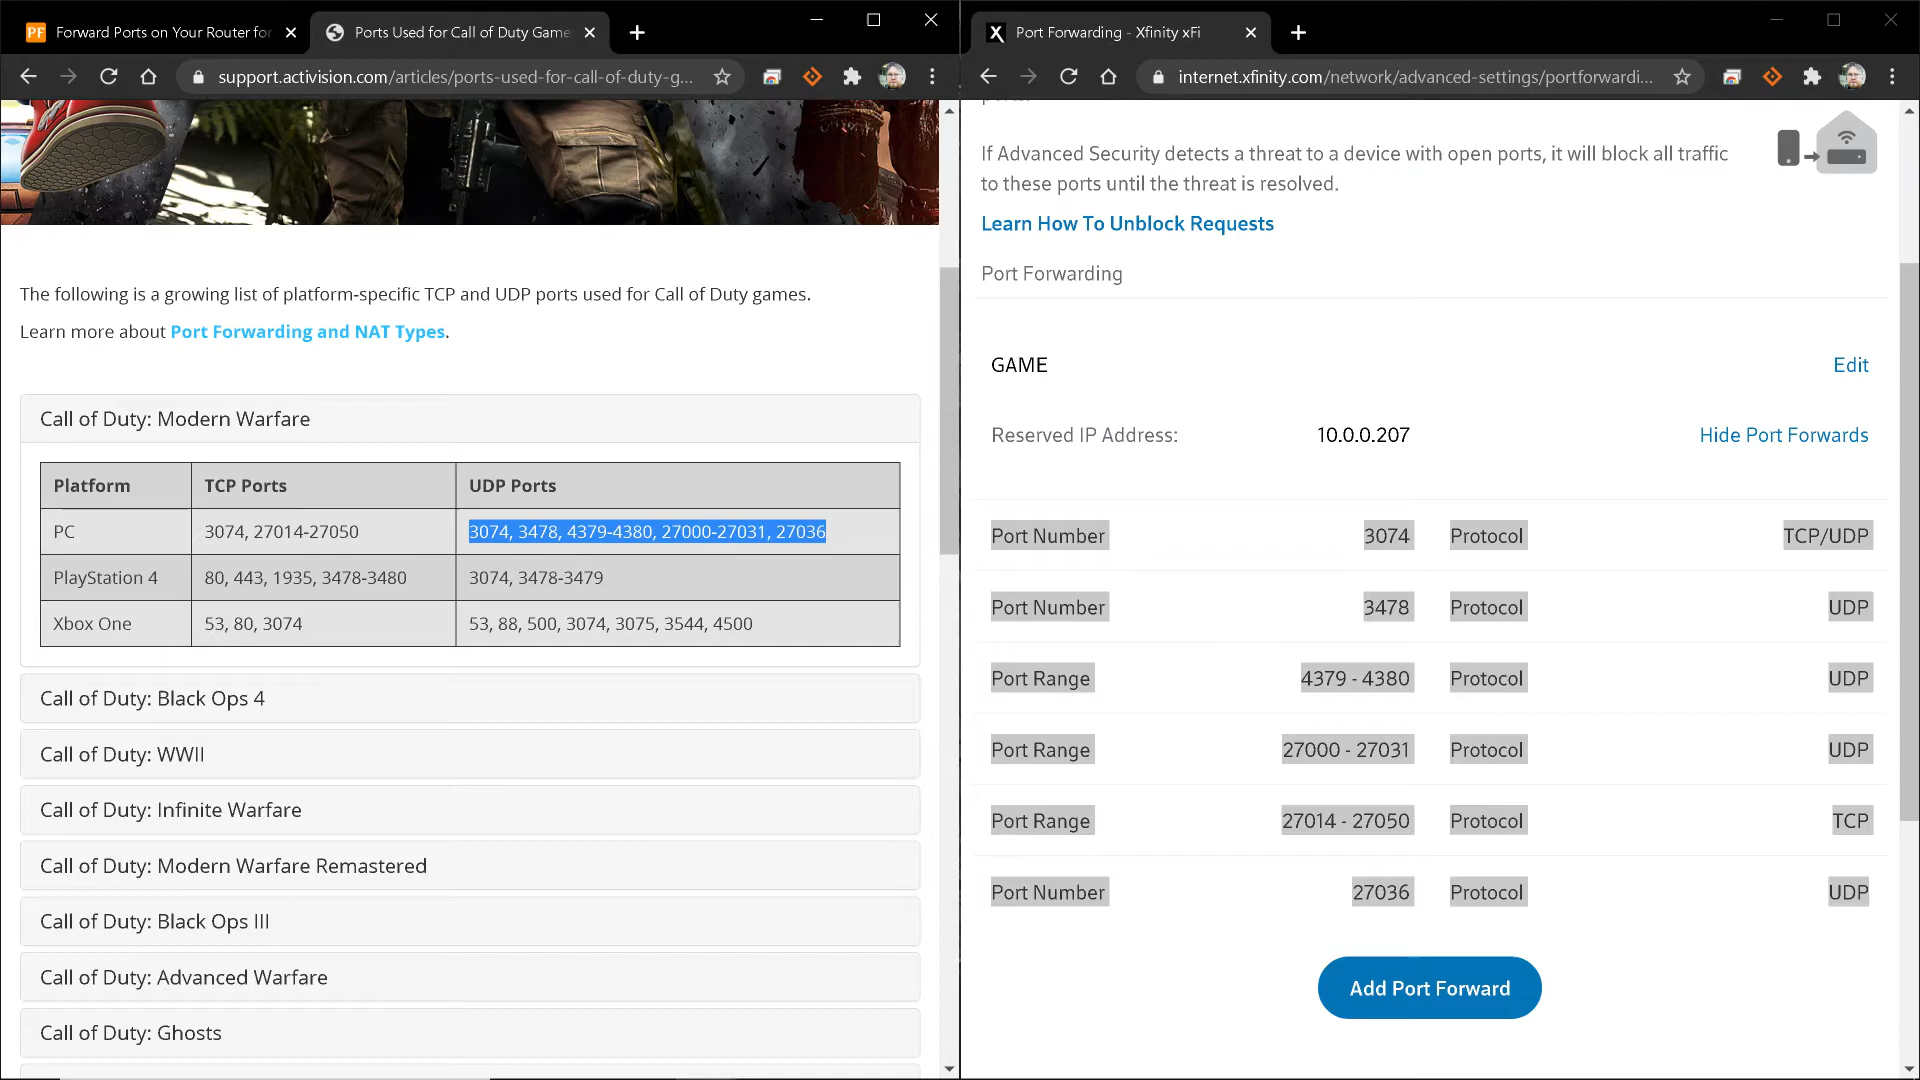 Forward Ports on Your Router for
Ports Used for Call of Duty Game
support.activision.com/articles/ports-used-for-call-of-duty-g...
The following is a growing list of platform-specific TCP and UDP ports used for Call of Duty games.
Learn more about Port Forwarding and NAT Types.
Call of Duty: Modern Warfare
Platform TCP Ports UDP Ports
PC 3074, 27014-27050 3074, 3478, 4379-4380, 27000-27031, 27036
PlayStation 4 80, 443, 1935, 3478-3480 3074, 3478-3479
Xbox One 53, 80, 3074 53, 88, 500, 3074, 3075, 3544, 4500
Call of Duty: Black Ops 4
Call of Duty: WWII
Call of Duty: Infinite Warfare
Call of Duty: Modern Warfare Remastered
Call of Duty: Black Ops III
Call of Duty: Advanced Warfare
Call of Duty: Ghosts
Port Forwarding - Xfinity xFi
internet.xfinity.com/network/advanced-settings/portforwardi...
If Advanced Security detects a threat to a device with open ports, it will block all traffic
to these ports until the threat is resolved.
Learn How To Unblock Requests
Port Forwarding
GAME Edit
Reserved IP Address: 10.0.0.207 Hide Port Forwards
Port Number 3074 Protocol TCP/UDP
Port Number 3478 Protocol UDP
Port Range 4379 - 4380 Protocol UDP
Port Range 27000 - 27031 Protocol UDP
Port Range 27014 - 27050 Protocol TCP
Port Number 27036 Protocol UDP
Add Port Forward